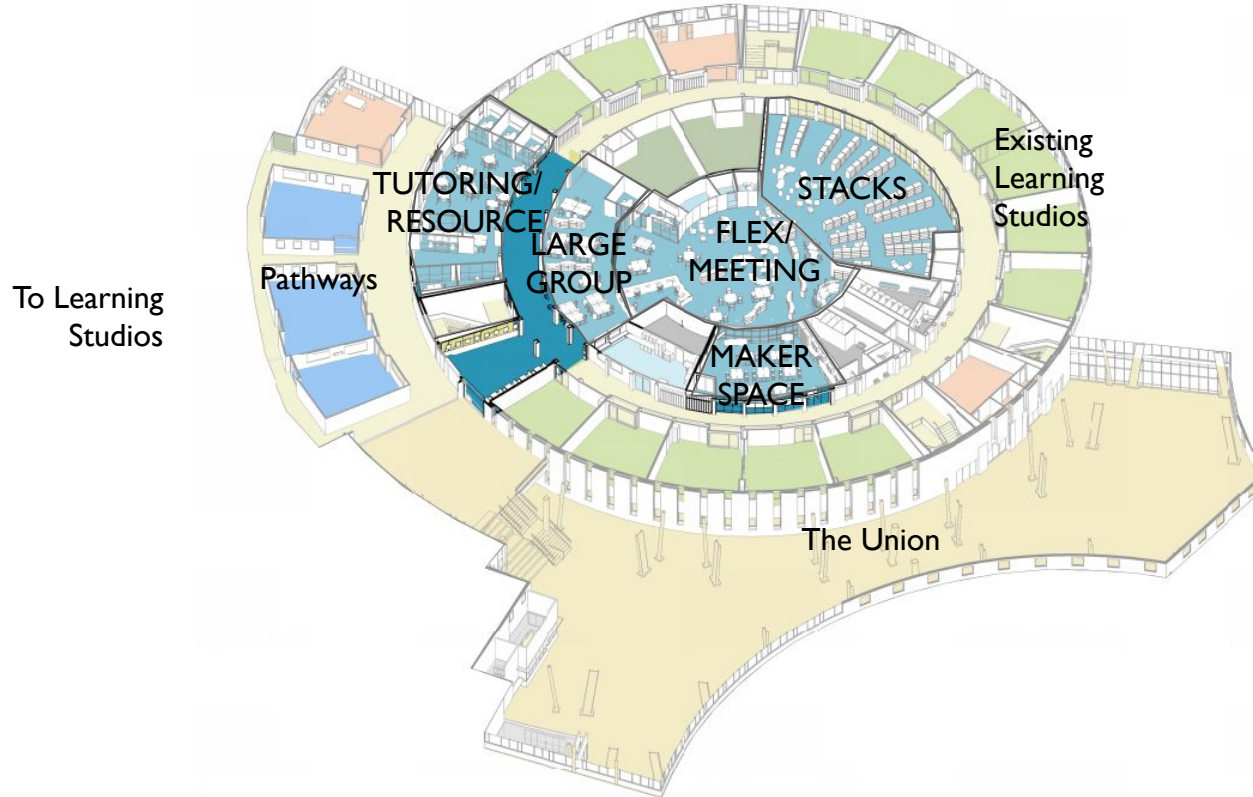 Existing
Learning
Studios
TUTORING/
RESOURCE
STACKS
LARGE
GROUP
FLEX/
MEETING
Pathways
To Learning
Studios
MAKER
SPACE
The Union